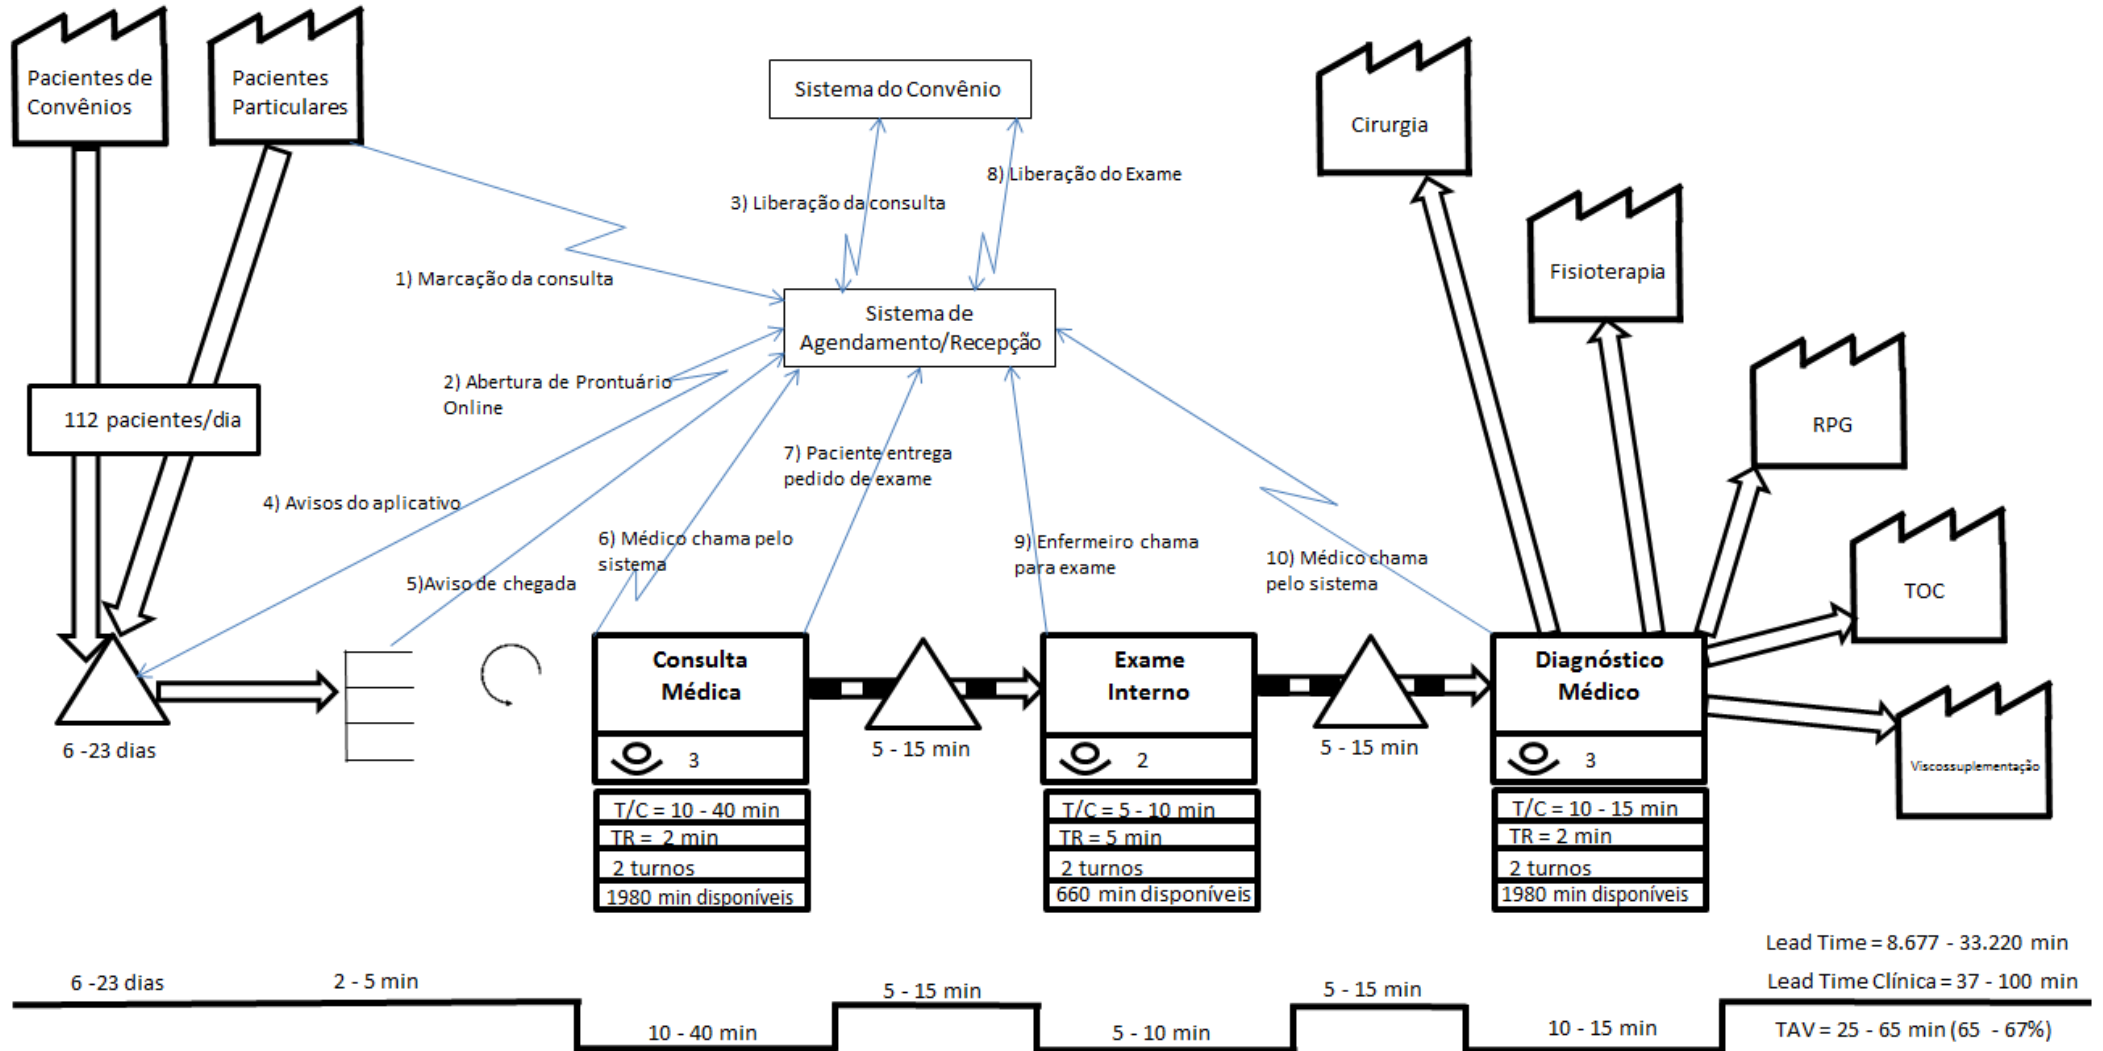 Pacientes de
Convênios
Pacientes
Particulares
Sistema do Convênio
Cirurgia
8) Liberação do Exame
3) Liberação da consulta
1) Marcação da consulta
Fisioterapia
Sistema de
Agendamento/Recepção
2) Abertura de Prontuário
Online
112 pacientes/dia
RPG
7) Paciente entrega
pedido de exame
4) Avisos do aplicativo
6) Médico chama pelo
sistema
9) Enfermeiro chama
para exame
10) Médico chama
pelo sistema
5)Aviso de chegada
TOC
Consulta
Médica
Exame
Interno
Diagnóstico
Médico
6 -23 dias
3
5 - 15 min
2
5 - 15 min
3
Viscossuplementação
T/C = 10 - 40 min
TR = 2 min
2 turnos
1980 min disponíveis
T/C = 5 - 10 min
TR = 5 min
2 turnos
660 min disponíveis
T/C = 10 - 15 min
TR = 2 min
2 turnos
1980 min disponíveis
Lead Time = 8.677 - 33.220 min
6 -23 dias
2 - 5 min
5 - 15 min
5 - 15 min
Lead Time Clínica = 37 - 100 min
10 - 40 min
5 - 10 min
10 - 15 min
TAV = 25 - 65 min (65 - 67%)